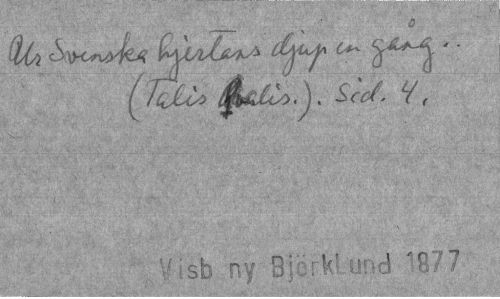 Ur Svenska hjertans djup en gång..
(Talis Qualis.). Sid. 4.
Visb ny Björklund 1877